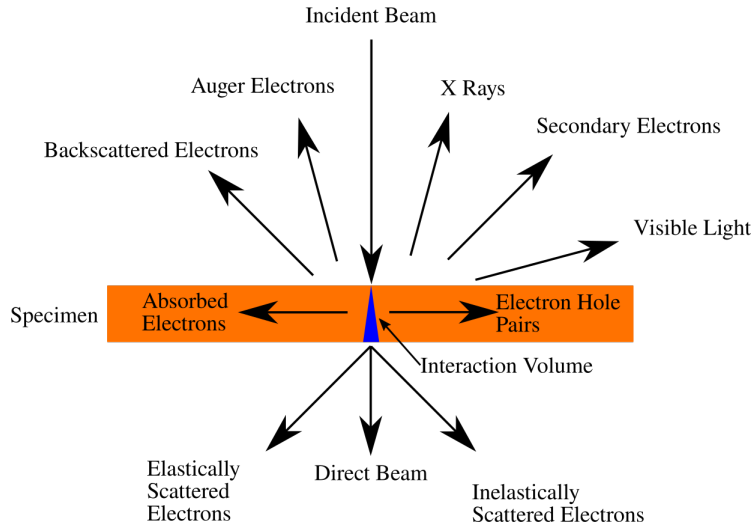 Incident Beam
Auger Electrons
X Rays
Secondary Electrons
Backscattered Electrons
Visible Light
Specimen
Absorbed
Electrons
Electron Hole
Pairs
Interaction Volume
Elastically
Scattered
Electrons
Direct Beam
Inelastically
Scattered Electrons